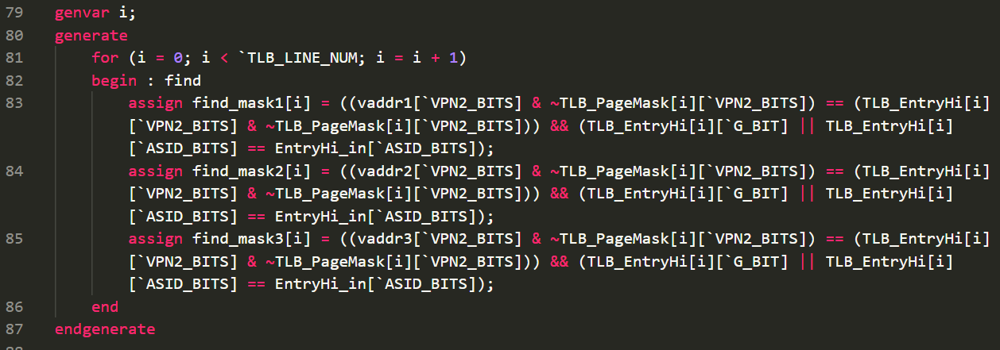 79 genvar i;
80 generate
81 for (i = 0; i < `TLB_LINE_NUM; i = i + 1)
82 begin : find
83 assign find_mask1[i] = ((vaddr1[`VPN2_BITS] & ~TLB_PageMask[i][`VPN2_BITS]) == (TLB_EntryHi[i]
[`VPN2_BITS] & ~TLB_PageMask[i][`VPN2_BITS])) && (TLB_EntryHi[i][`G_BIT] || TLB_EntryHi[i]
[`ASID_BITS] == EntryHi_in[`ASID_BITS]);
84 assign find_mask2[i] = ((vaddr2[`VPN2_BITS] & ~TLB_PageMask[i][`VPN2_BITS]) == (TLB_EntryHi[i]
[`VPN2_BITS] & ~TLB_PageMask[i][`VPN2_BITS])) && (TLB_EntryHi[i][`G_BIT] || TLB_EntryHi[i]
[`ASID_BITS] == EntryHi_in[`ASID_BITS]);
85 assign find_mask3[i] = ((vaddr3[`VPN2_BITS] & ~TLB_PageMask[i][`VPN2_BITS]) == (TLB_EntryHi[i]
[`VPN2_BITS] & ~TLB_PageMask[i][`VPN2_BITS])) && (TLB_EntryHi[i][`G_BIT] || TLB_EntryHi[i]
[`ASID_BITS] == EntryHi_in[`ASID_BITS]);
86 end
87 endgenerate